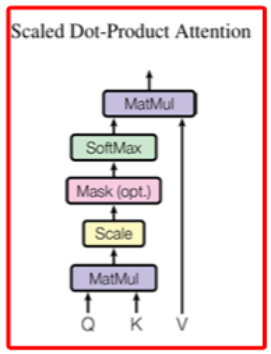 Scaled Dot-Product Attention
MatMul
SoftMax
Mask (opt.)
Scale
MatMul
Q K V